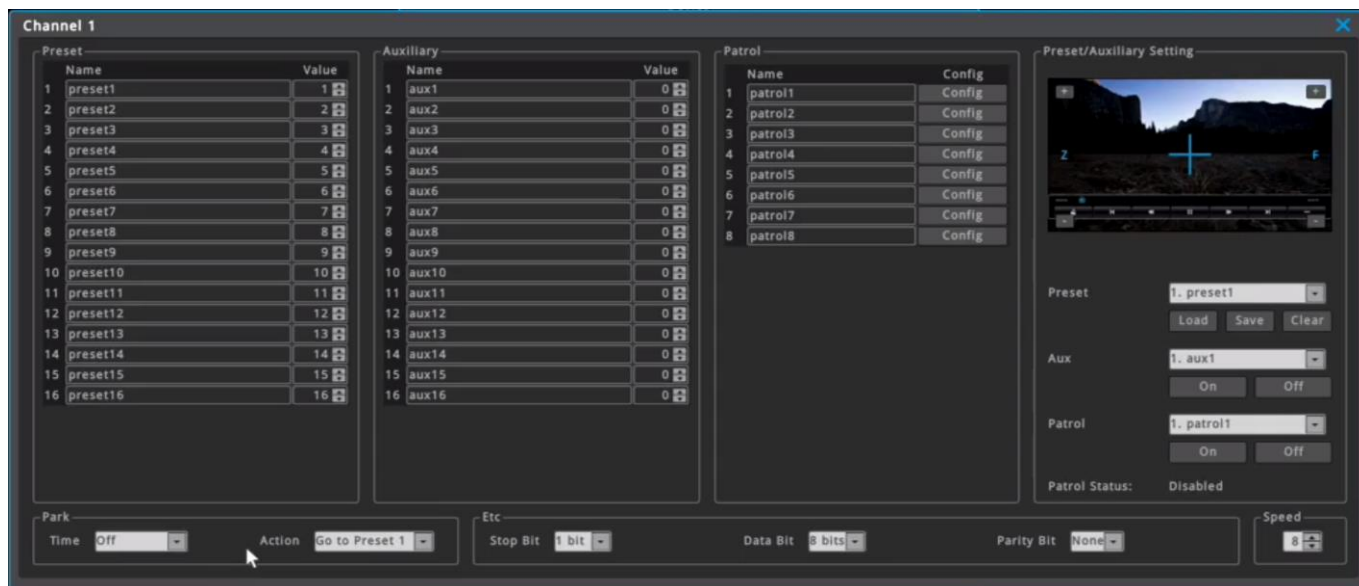 Channel 1
Preset
Name Value
1 preset1 1
2 preset2 2
3 preset3 3
4 preset4 4
5 preset5 5
6 preset6 6
7 preset7 7
8 preset8 8
9 preset9 9
10 preset10 10
11 preset11 11
12 preset12 12
13 preset13 13
14 preset14 14
15 preset15 15
16 preset16 16
Auxiliary
Name Value
1 aux1 0
2 aux2 0
3 aux3 0
4 aux4 0
5 aux5 0
6 aux6 0
7 aux7 0
8 aux8 0
9 aux9 0
10 aux10 0
11 aux11 0
12 aux12 0
13 aux13 0
14 aux14 0
15 aux15 0
16 aux16 0
Patrol
Name Config
1 patrol1 Config
2 patrol2 Config
3 patrol3 Config
4 patrol4 Config
5 patrol5 Config
6 patrol6 Config
7 patrol7 Config
8 patrol8 Config
Preset/Auxiliary Setting
+ +
Z F
- -
Preset 1. preset1
Load Save Clear
Aux 1. aux1
On Off
Patrol 1. patrol1
On Off
Patrol Status: Disabled
Park
Time Off Action Go to Preset 1
Etc
Stop Bit 1 bit Data Bit 8 bits Parity Bit None
Speed
8